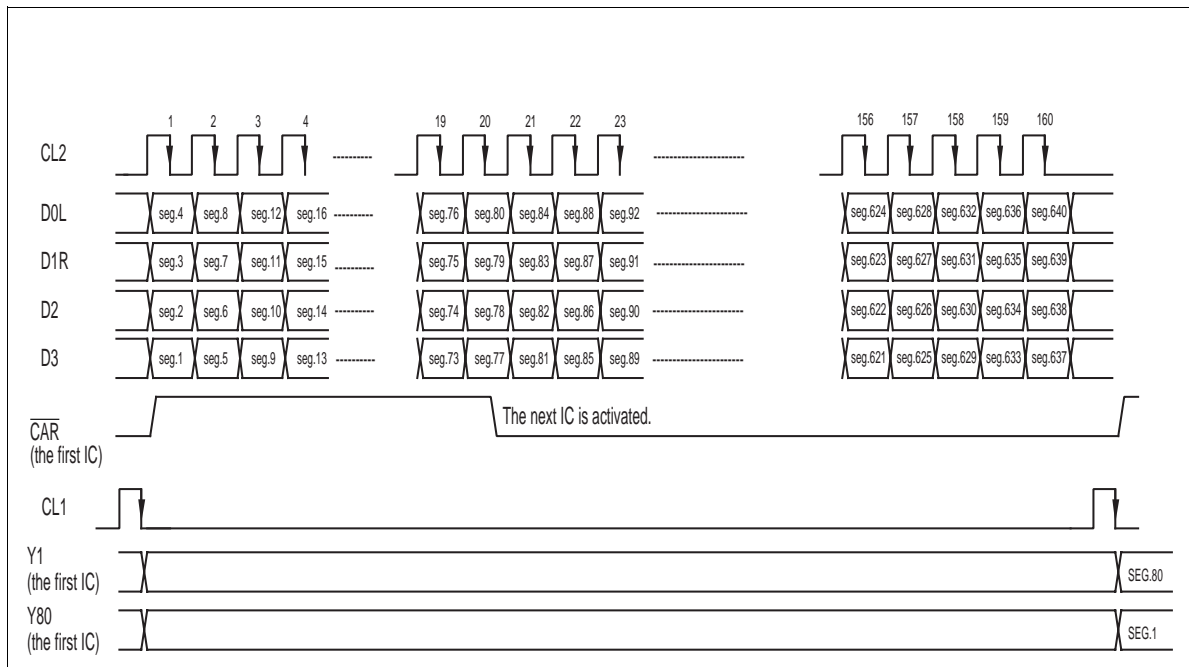 1 2 3 4 19 20 21 22 23 156 157 158 159 160
CL2
D0L seg.4 seg.8 seg.12 seg.16 seg.76 seg.80 seg.84 seg.88 seg.92 seg.624 seg.628 seg.632 seg.636 seg.640
D1R seg.3 seg.7 seg.11 seg.15 seg.75 seg.79 seg.83 seg.87 seg.91 seg.623 seg.627 seg.631 seg.635 seg.639
D2 seg.2 seg.6 seg.10 seg.14 seg.74 seg.78 seg.82 seg.86 seg.90 seg.622 seg.626 seg.630 seg.634 seg.638
D3 seg.1 seg.5 seg.9 seg.13 seg.73 seg.77 seg.81 seg.85 seg.89 seg.621 seg.625 seg.629 seg.633 seg.637
The next IC is activated.
CAR
(the first IC)
CL1
Y1
(the first IC) SEG.80
Y80
(the first IC) SEG.1